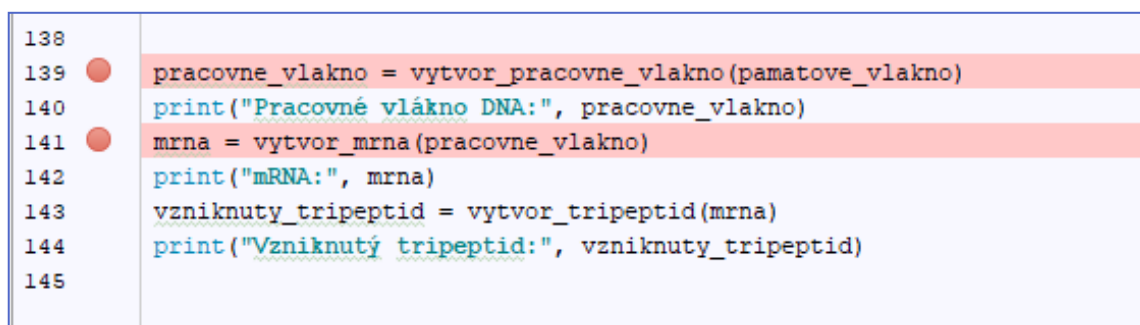 138
139 pracovne_vlakno = vytvor_pracovne_vlakno(pamatove_vlakno)
140 print("Pracovné vlákno DNA:", pracovne_vlakno)
141 mrna = vytvor_mrna(pracovne_vlakno)
142 print("mRNA:", mrna)
143 vzniknuty_tripeptid = vytvor_tripeptid(mrna)
144 print("Vzniknutý tripeptid:", vzniknuty_tripeptid)
145